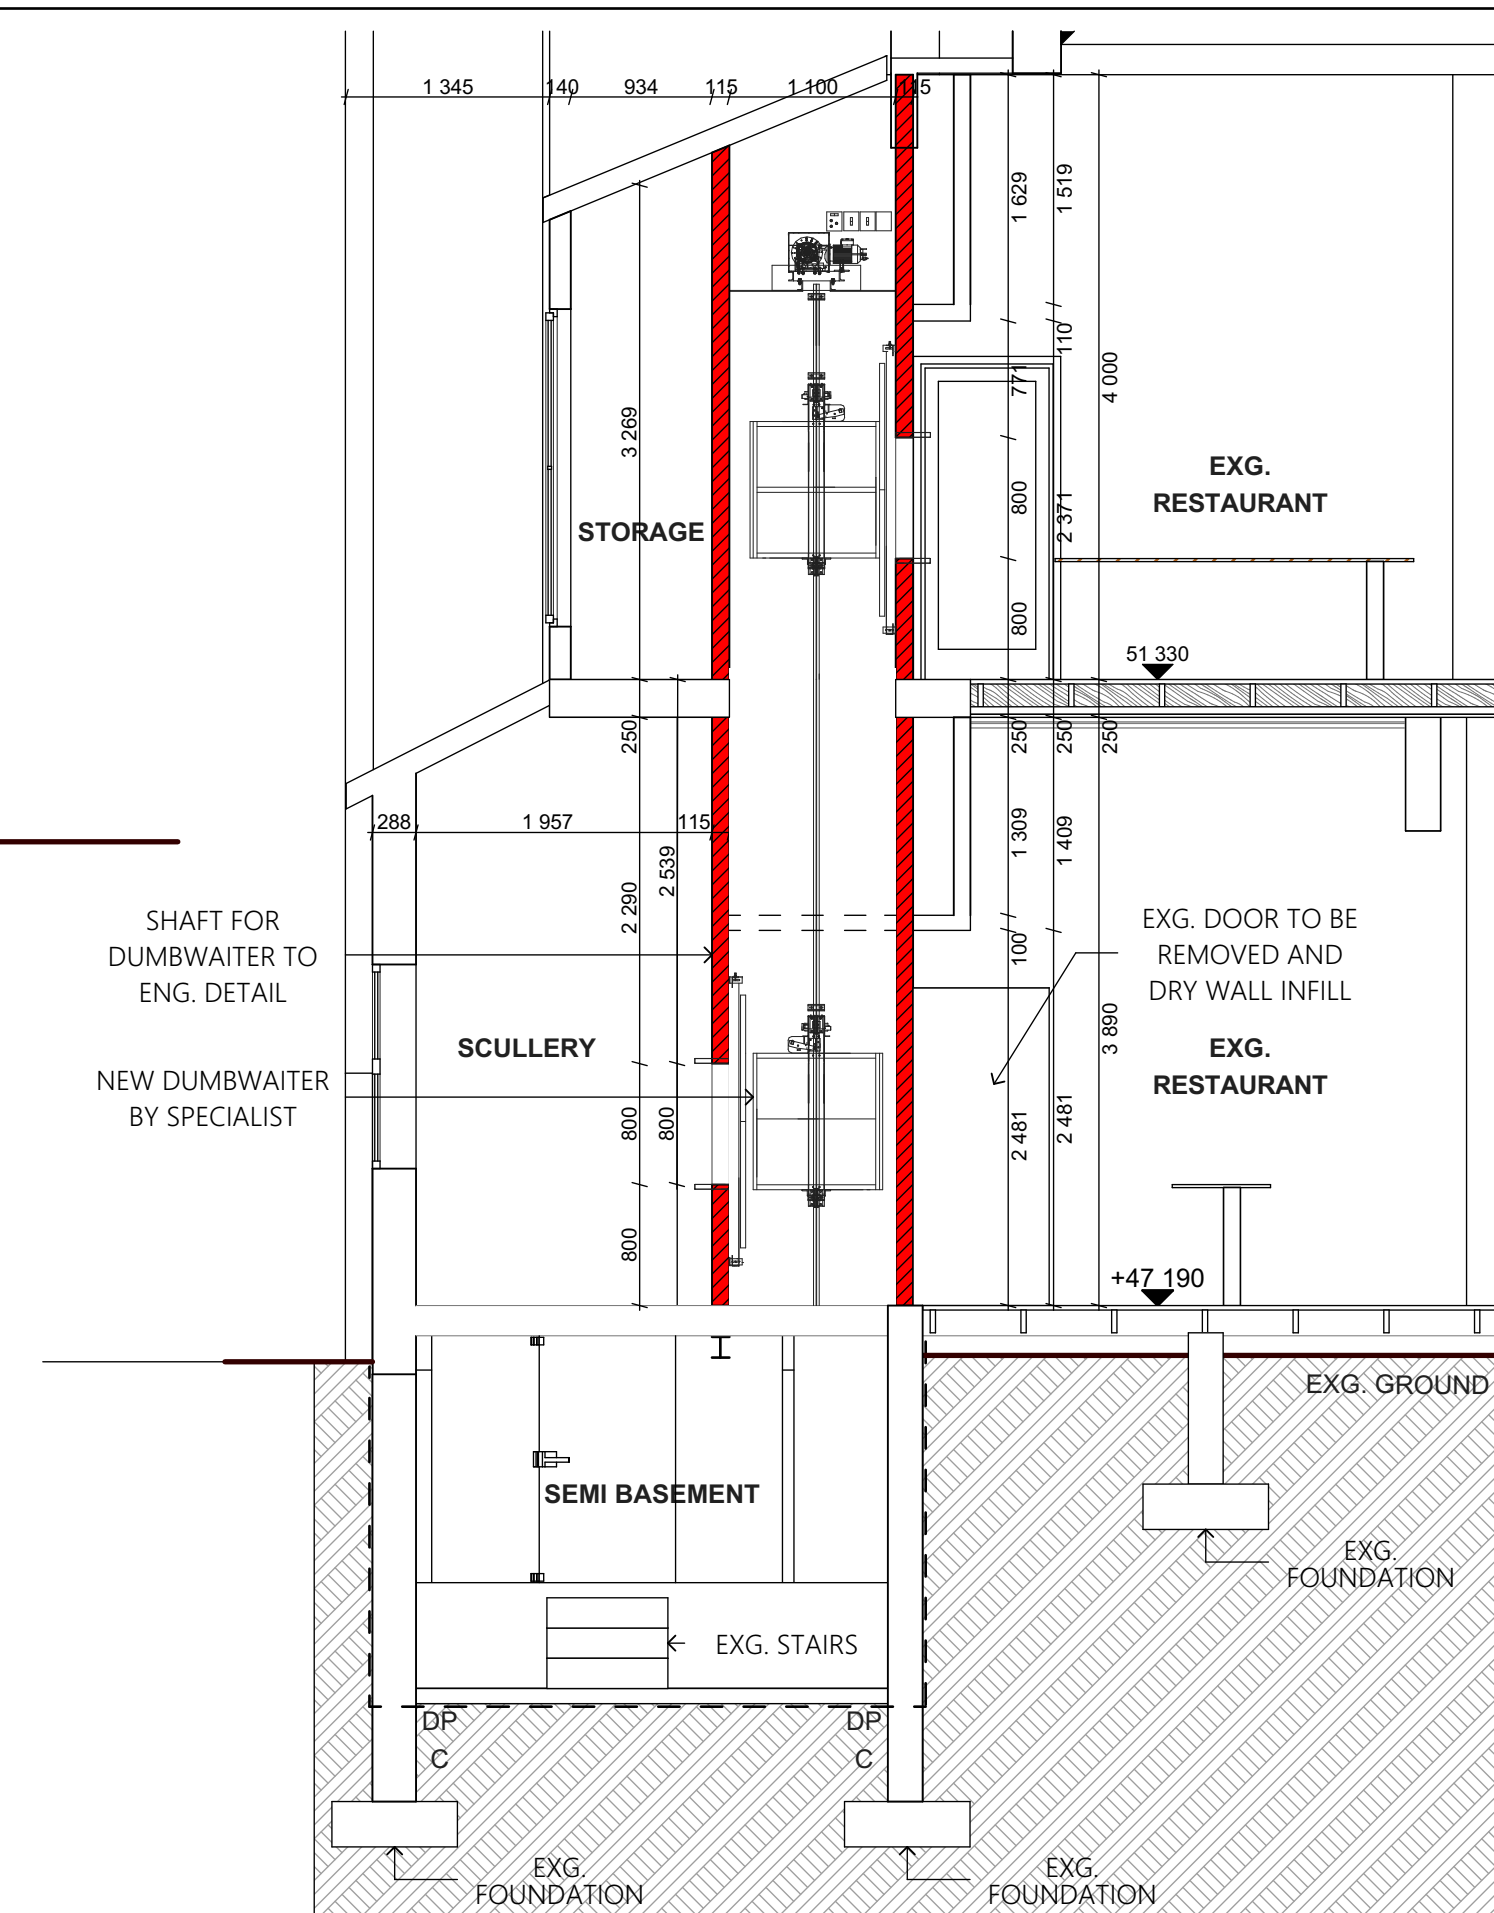 1 345
140
934
115
1 100
115
1 629
1 519
110
771
4 000
3 269
EXG.
RESTAURANT
STORAGE
800
2 371
800
51 330
250
250
250
250
288
1 957
115
1 309
1 409
2 539
2 290
SHAFT FOR
DUMBWAITER TO
ENG. DETAIL
EXG. DOOR TO BE
REMOVED AND
DRY WALL INFILL
100
3 890
SCULLERY
EXG.
RESTAURANT
NEW DUMBWAITER
BY SPECIALIST
800
800
2 481
2 481
800
+47 190
EXG. GROUND
SEMI BASEMENT
EXG.
FOUNDATION
EXG. STAIRS
DP
C
DP
C
EXG.
FOUNDATION
EXG.
FOUNDATION